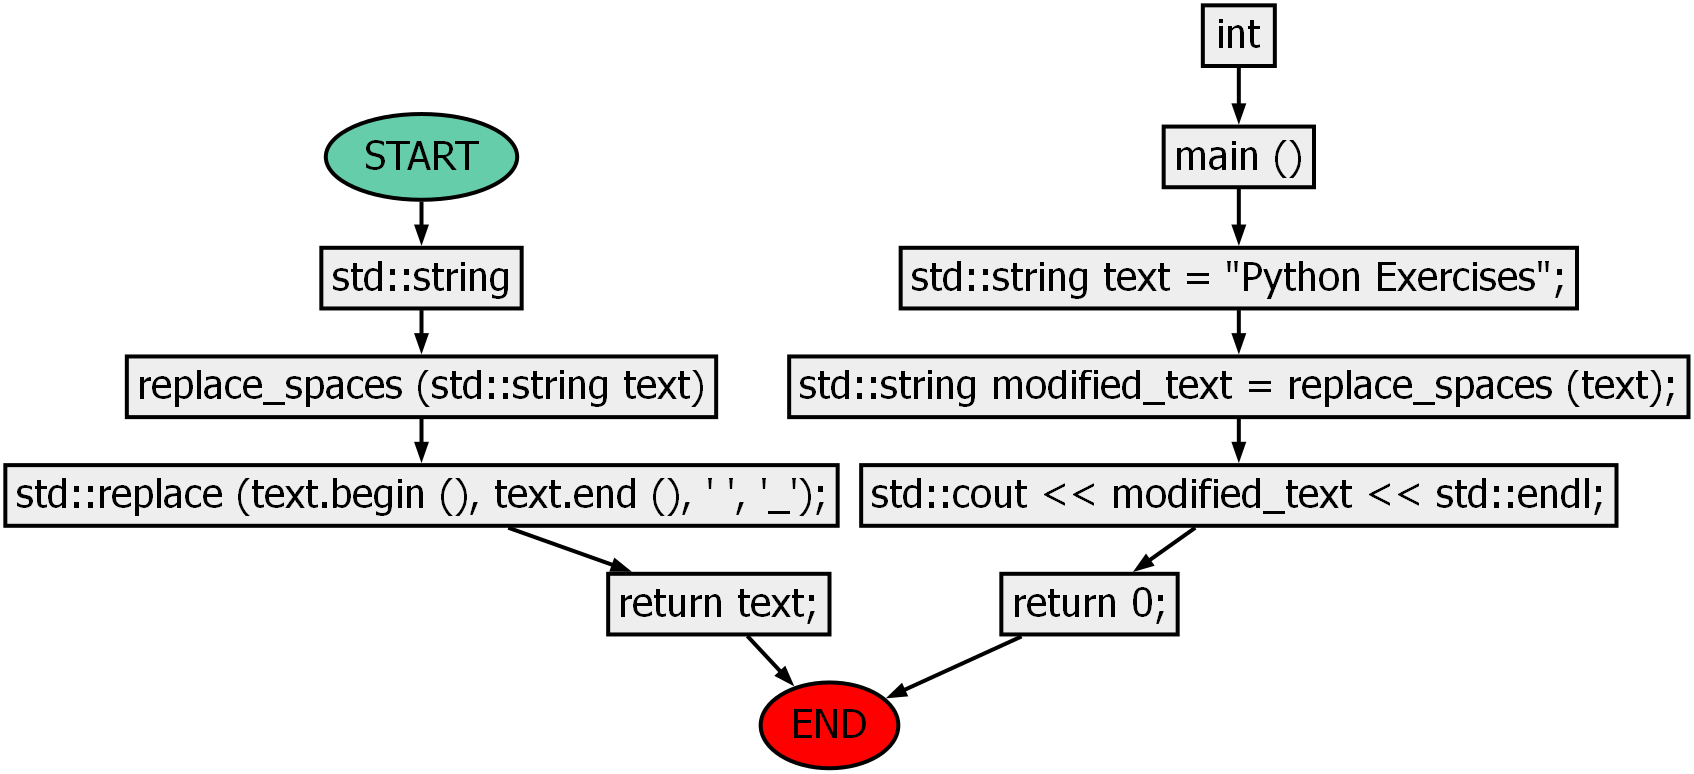 START
std::string
replace_spaces (std::string text)
std::replace (text.begin (), text.end (), ' ', '_');
return text;
int
main ()
std::string text = "Python Exercises";
std::string modified_text = replace_spaces (text);
std::cout << modified_text << std::endl;
return 0;
END